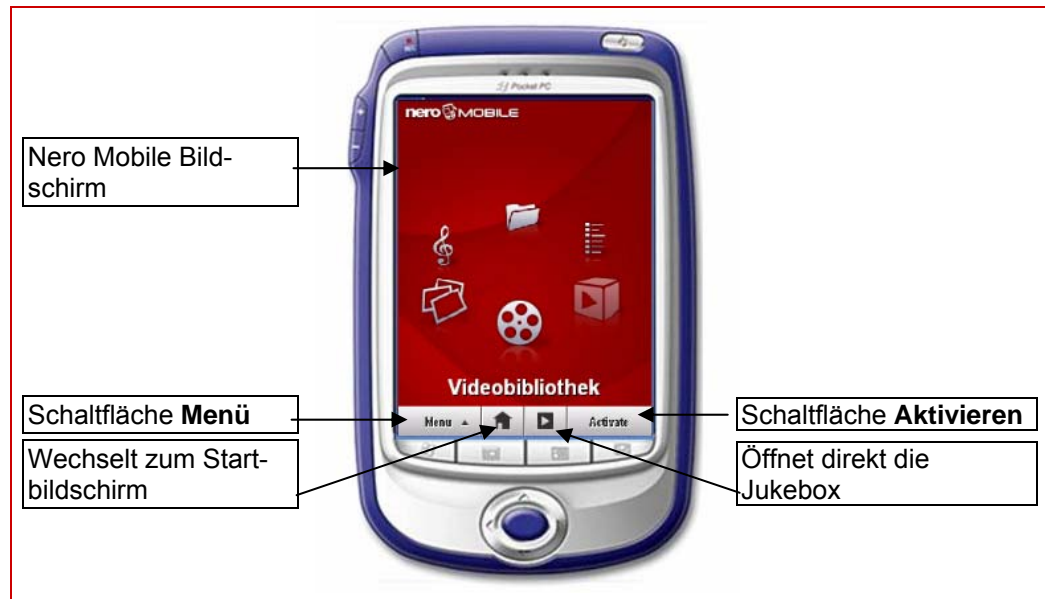 Pocket PC
nero MOBILE
Nero Mobile Bild-
schirm
Videobibliothek
Schaltfläche Menü
Menu
Activate
Schaltfläche Aktivieren
Wechselt zum Start-
bildschirm
Öffnet direkt die
Jukebox